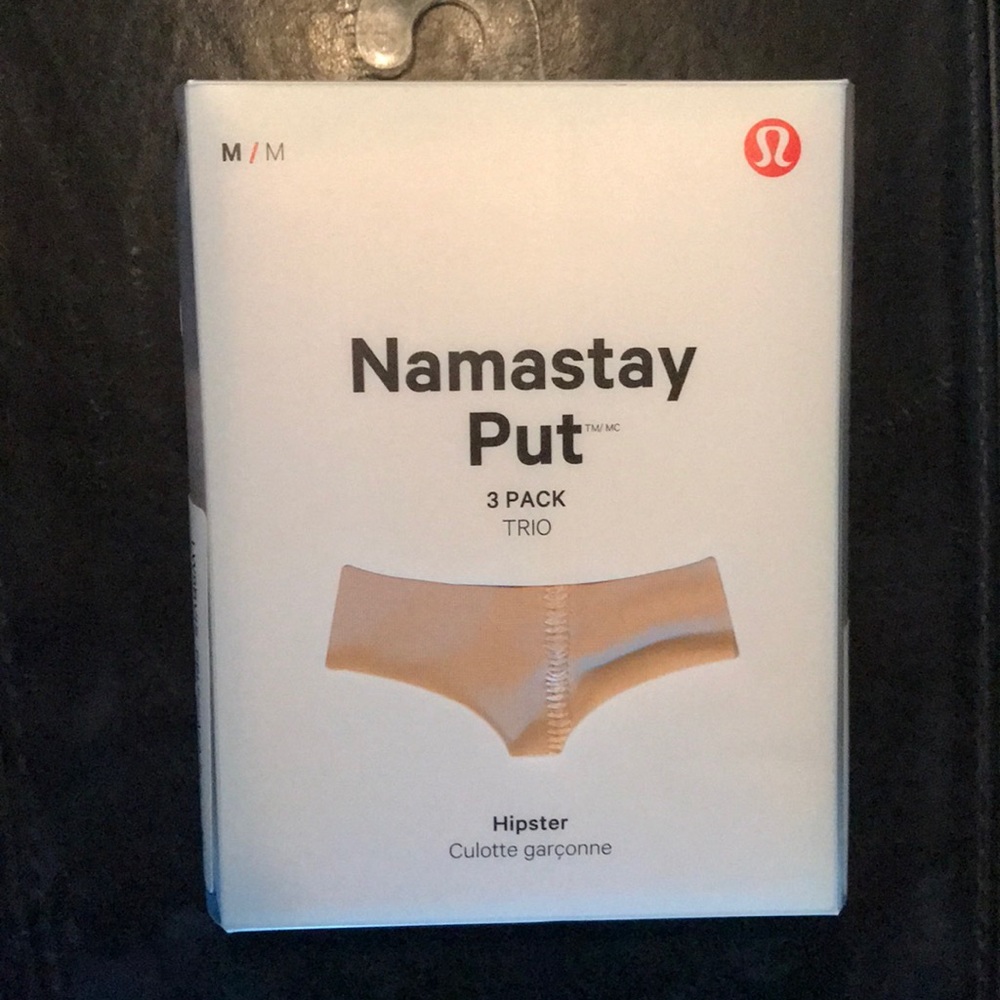 M / M
Namastay
Put™/MC
3 PACK
TRIO
Hipster
Culotte garçonne